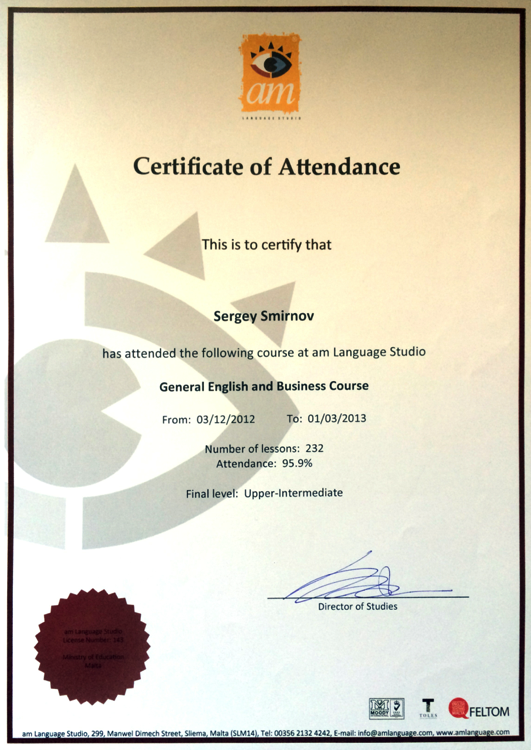 am
LANGUAGE STUDIO
Certificate of Attendance
This is to certify that
Sergey Smirnov
has attended the following course at am Language Studio
General English and Business Course
From: 03/12/2012 To: 01/03/2013
Number of lessons: 232
Attendance: 95.9%
Final level: Upper-Intermediate
Director of Studies
am Language Studio
License Number:
Ministry of Education
Malta
MOODY
TOLES
FELTOM
am Language Studio, 299, Manwel Dimech Street, Sliema, Malta (SLM14), Tel: 00356 2132 4242, E-mail: info@amlanguage.com, www.amlanguage.com